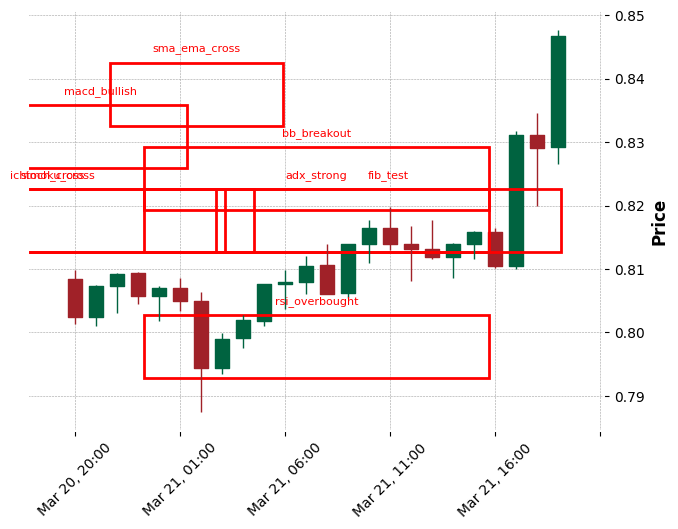 0.85
sma_ema_cross
0.84
macd_bullish
bb_breakout
0.83
adx_strong
fib_test
0.82
Price
0.81
rsi_overbought
0.80
0.79
Mar 20, 20:00
Mar 21, 01:00
Mar 21, 06:00
Mar 21, 11:00
Mar 21, 16:00